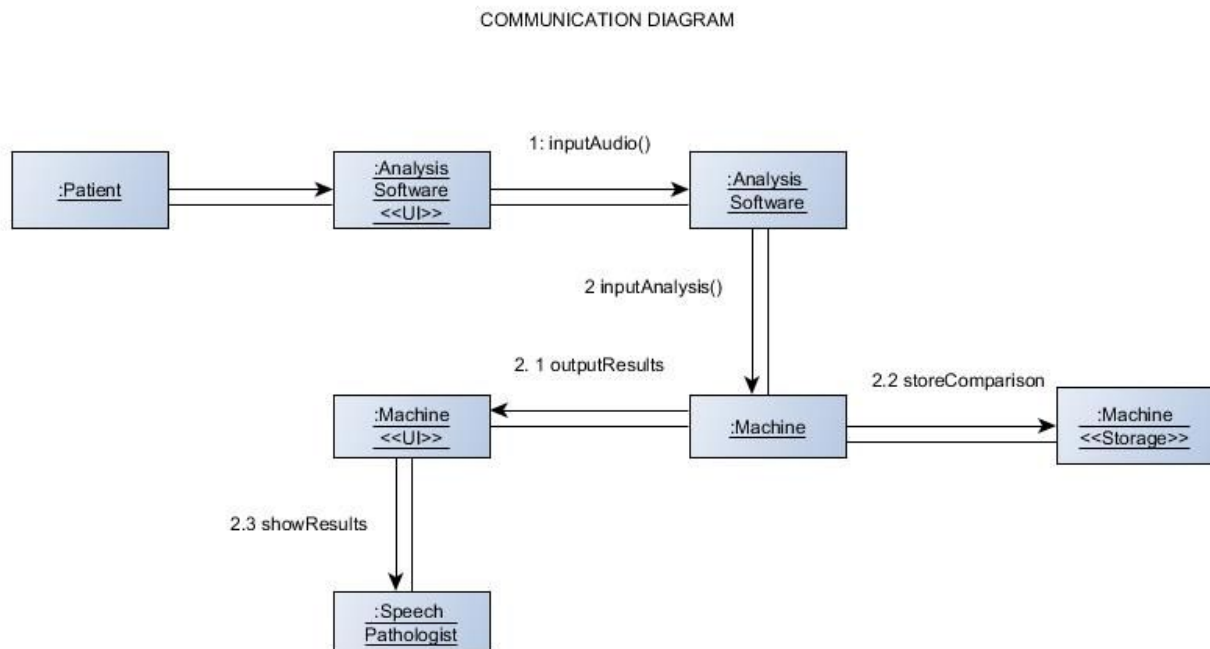 COMMUNICATION DIAGRAM
1: inputAudio()
:Patient
:Analysis
Software
<<UI>>
:Analysis
Software
2 inputAnalysis()
2. 1 outputResults
2.2 storeComparison
:Machine
<<UI>>
:Machine
:Machine
<<Storage>>
2.3 showResults
:Speech
Pathologist